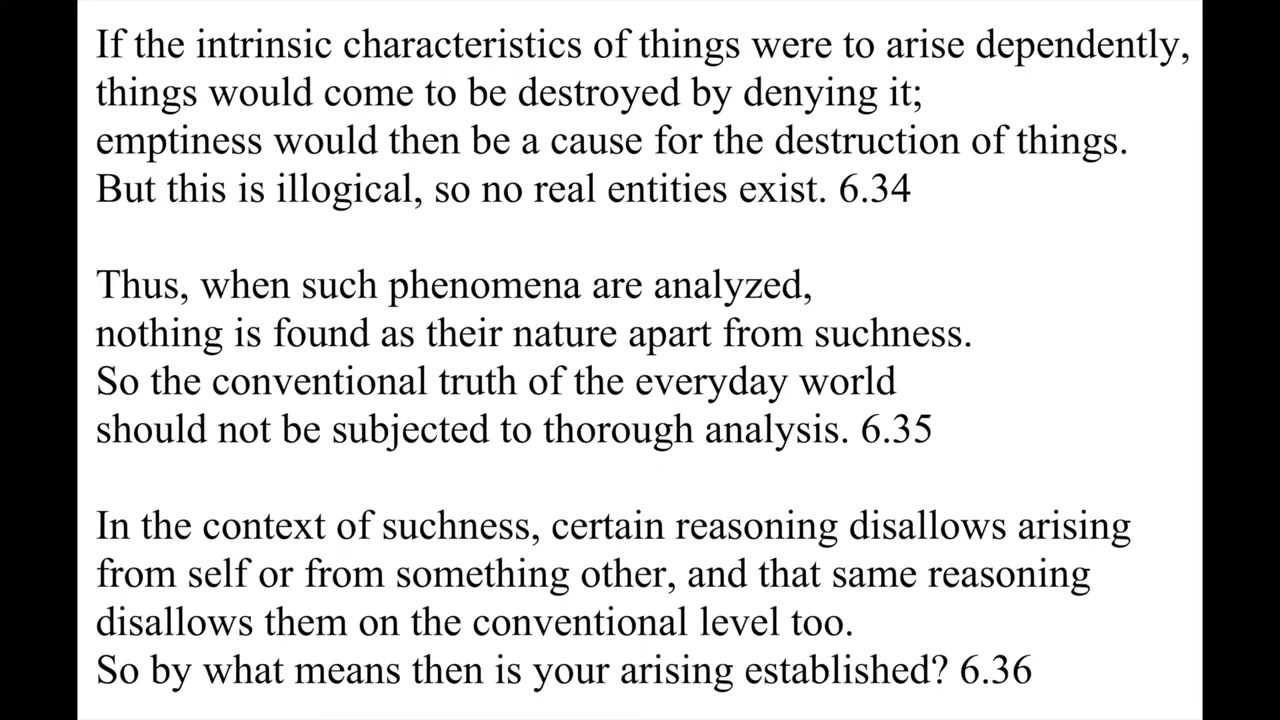 If the intrinsic characteristics of things were to arise dependently,
things would come to be destroyed by denying it;
emptiness would then be a cause for the destruction of things.
But this is illogical, so no real entities exist. 6.34
Thus, when such phenomena are analyzed,
nothing is found as their nature apart from suchness.
So the conventional truth of the everyday world
should not be subjected to thorough analysis. 6.35
In the context of suchness, certain reasoning disallows arising
from self or from something other, and that same reasoning
disallows them on the conventional level too.
So by what means then is your arising established? 6.36